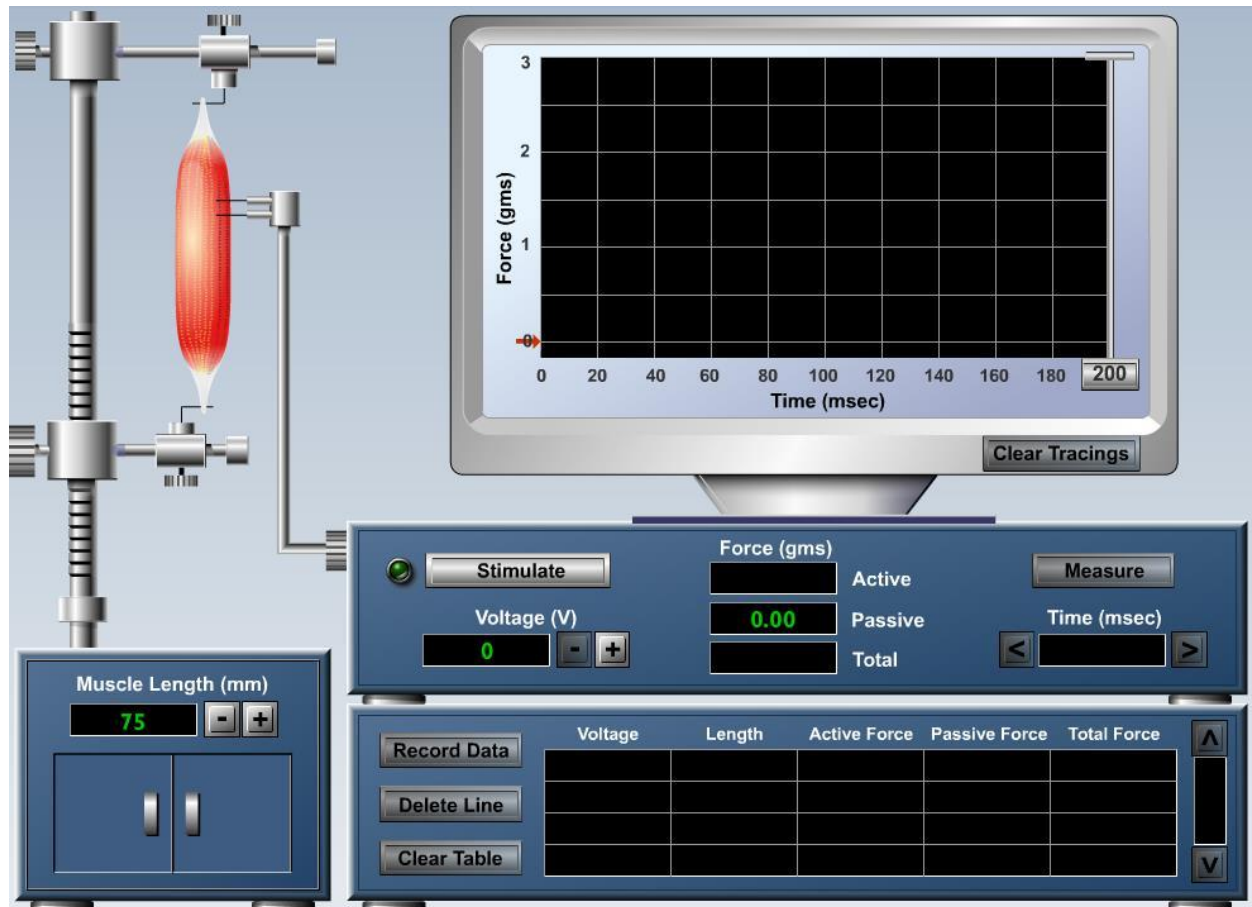 3
2
1
0
Force (gms)
0 20 40 60 80 100 120 140 160 180 200
Time (msec)
Clear Tracings
Stimulate
Voltage (V)
0 - +
Force (gms)
Active
0.00 Passive
Total
Measure
Time (msec)
< >
Muscle Length (mm)
75 - +
Record Data
Delete Line
Clear Table
Voltage Length Active Force Passive Force Total Force